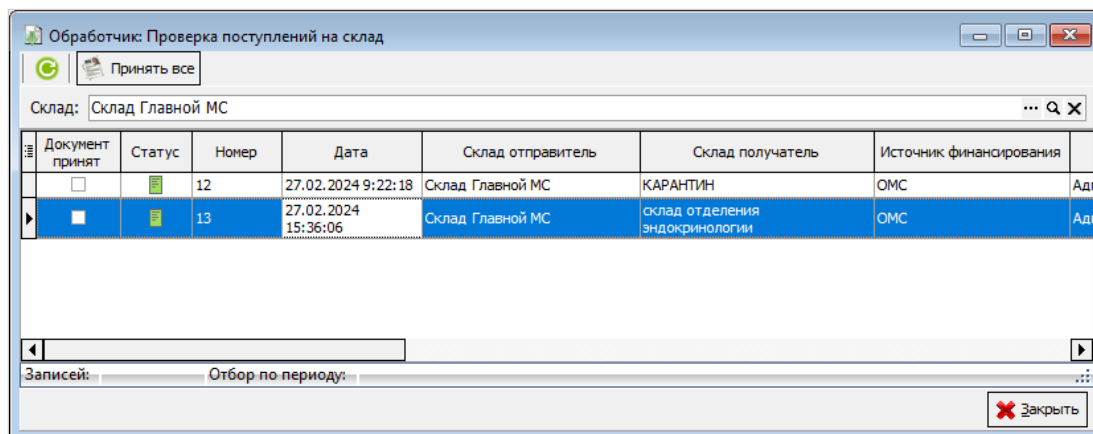 Обработчик: Проверка поступлений на склад
Принять все
Склад: Склад Главной МС
Документ принят Статус Номер Дата Склад отправитель Склад получатель Источник финансирования
12 27.02.2024 9:22:18 Склад Главной МС КАРАНТИН ОМС Ад
13 27.02.2024 15:36:06 Склад Главной МС склад отделения эндокринологии ОМС Ад
Записей: Отбор по периоду:
Закрыть